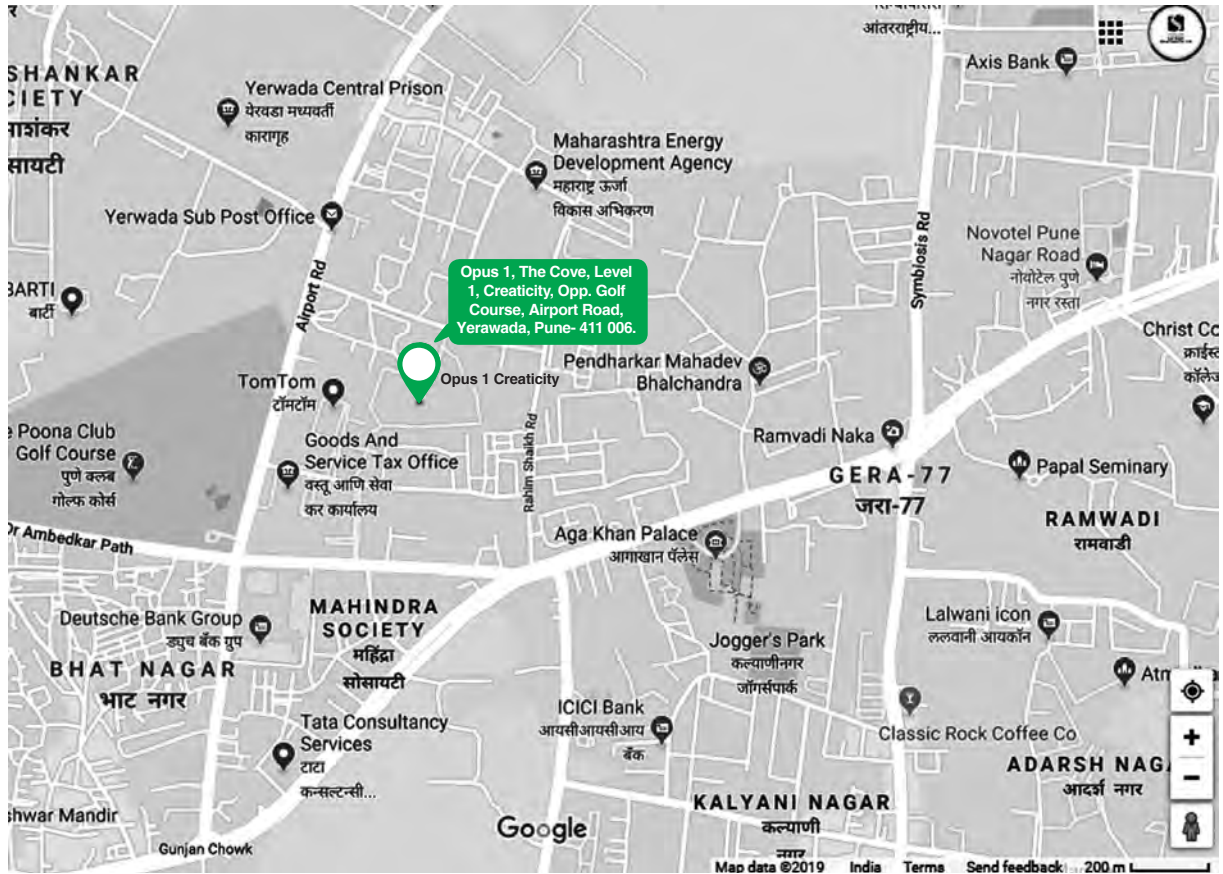 आंतरराष्ट्रीय...
Axis Bank
SHANKAR
CIETY
नाशंकर
सायटी
Yerwada Central Prison
येरवडा मध्यवर्ती
कारागृह
Maharashtra Energy
Development Agency
महाराष्ट्र ऊर्जा
विकास अभिकरण
Yerwada Sub Post Office
Airport Rd
Symbiosis Rd
Novotel Pune
Nagar Road
नोवोटेल पुणे
नगर रस्ता
BARTI
बार्टी
Opus 1, The Cove, Level
1, Creaticity, Opp. Golf
Course, Airport Road,
Yerawada, Pune- 411 006.
Opus 1 Creaticity
Christ Co
क्राईस्ट
कॉलेज
Pendharkar Mahadev
Bhalchandra
TomTom
टॉमटॉम
e Poona Club
Golf Course
पुणे क्लब
गोल्फ कोर्स
Goods And
Service Tax Office
वस्तू आणि सेवा
कर कार्यालय
Rahim Shaikh Rd
Ramvadi Naka
GERA-77
जरा-77
Papal Seminary
RAMWADI
रामवाडी
Dr Ambedkar Path
Aga Khan Palace
आगाखान पॅलेस
Deutsche Bank Group
ड्युच बँक ग्रुप
MAHINDRA
SOCIETY
महिंद्रा
सोसायटी
BHAT NAGAR
भाट नगर
Lalwani icon
ललवानी आयकॉन
Jogger's Park
कल्याणीनगर
जॉगर्सपार्क
Tata Consultancy
Services
टाटा
कन्सल्टन्सी...
ICICI Bank
आयसीआयसीआय
बँक
Classic Rock Coffee Co
ADARSH NAGA
आदर्श नगर
KALYANI NAGAR
कल्याणी
नगर
shwar Mandir
Gunjan Chowk
Google
Map data ©2019 India Terms Send feedback 200 m